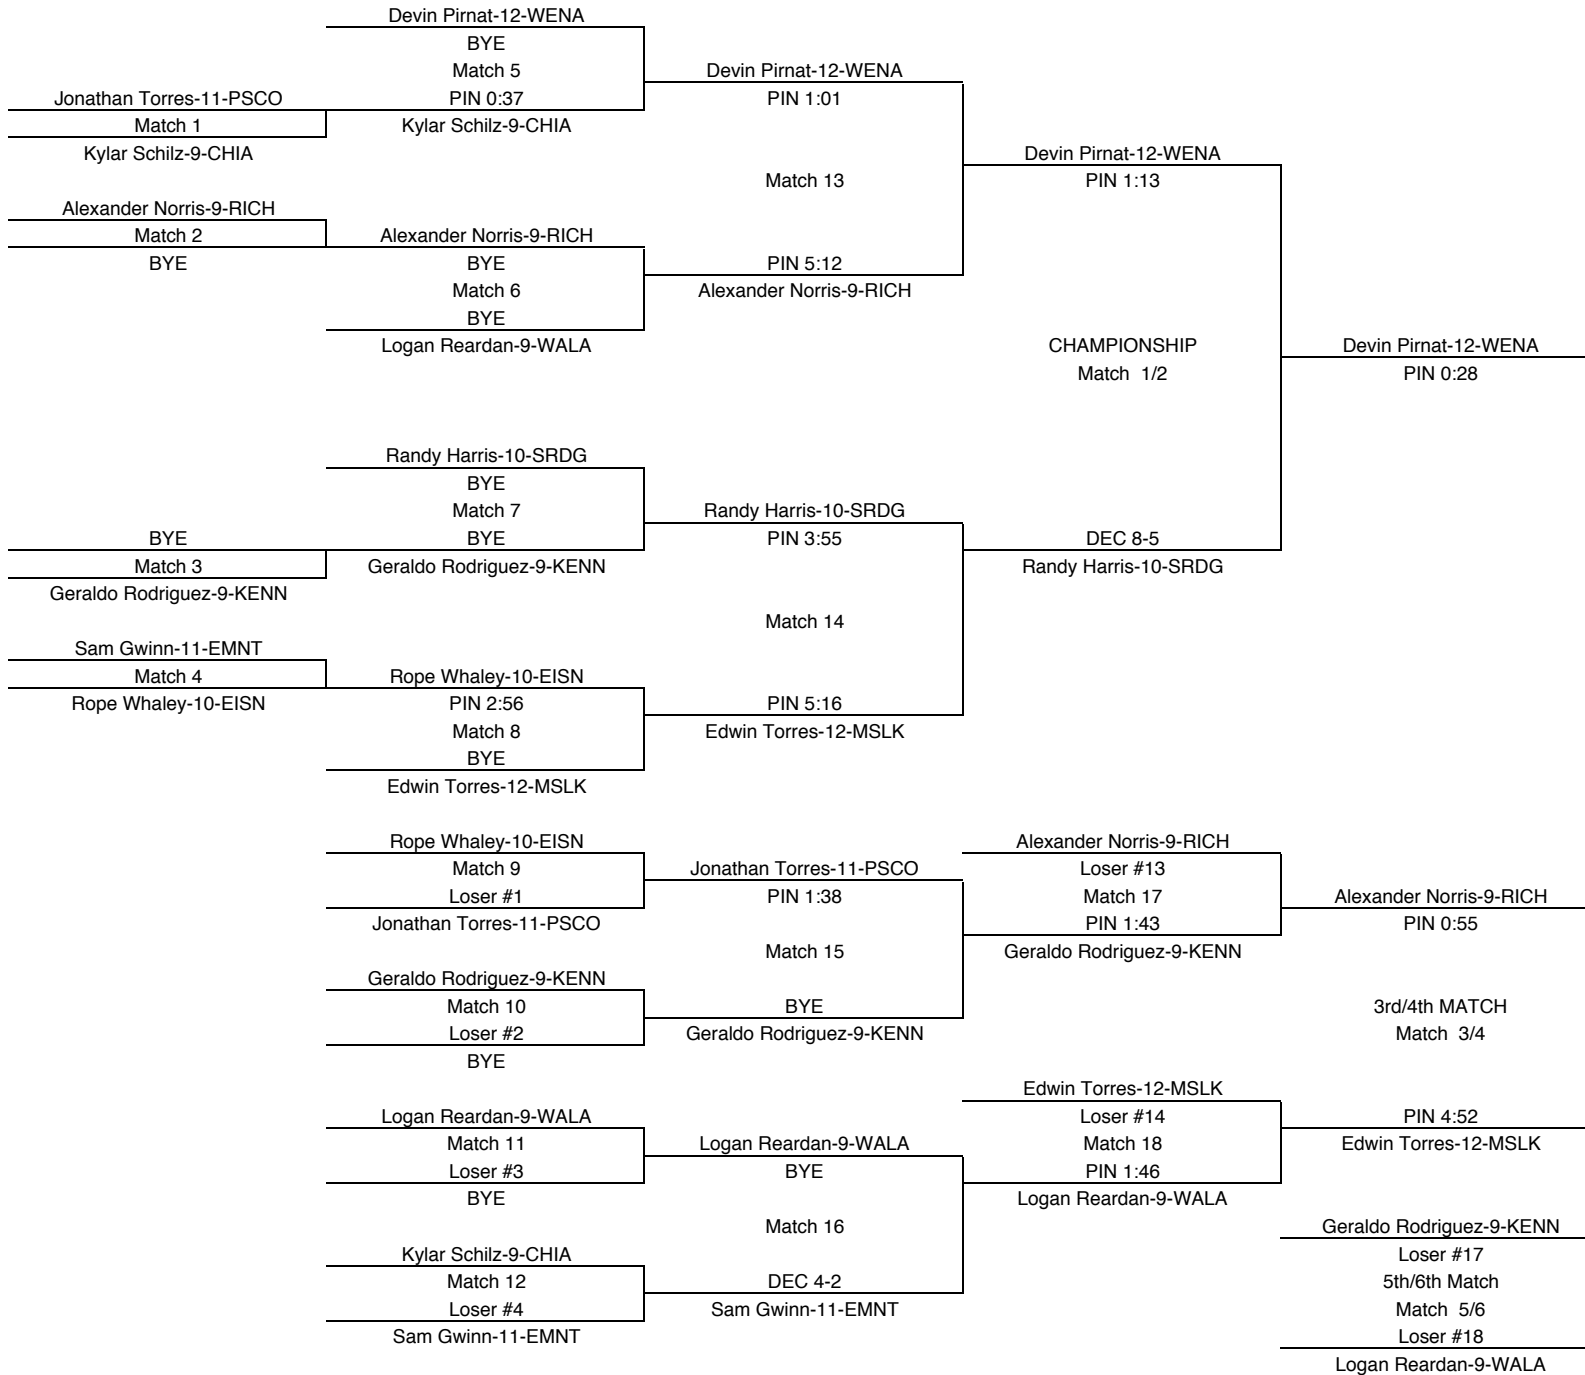 Devin Pirnat-12-WENA
BYE
Match 5
Devin Pirnat-12-WENA
Jonathan Torres-11-PSCO
PIN 0:37
PIN 1:01
Match 1
Kylar Schilz-9-CHIA
Kylar Schilz-9-CHIA
Devin Pirnat-12-WENA
Match 13
PIN 1:13
Alexander Norris-9-RICH
Match 2
Alexander Norris-9-RICH
BYE
BYE
PIN 5:12
Match 6
Alexander Norris-9-RICH
BYE
Logan Reardan-9-WALA
CHAMPIONSHIP
Devin Pirnat-12-WENA
Match 1/2
PIN 0:28
Randy Harris-10-SRDG
BYE
Match 7
Randy Harris-10-SRDG
BYE
BYE
PIN 3:55
DEC 8-5
Match 3
Geraldo Rodriguez-9-KENN
Randy Harris-10-SRDG
Geraldo Rodriguez-9-KENN
Match 14
Sam Gwinn-11-EMNT
Match 4
Rope Whaley-10-EISN
Rope Whaley-10-EISN
PIN 2:56
PIN 5:16
Match 8
Edwin Torres-12-MSLK
BYE
Edwin Torres-12-MSLK
Rope Whaley-10-EISN
Alexander Norris-9-RICH
Match 9
Jonathan Torres-11-PSCO
Loser #13
Loser #1
PIN 1:38
Match 17
Alexander Norris-9-RICH
Jonathan Torres-11-PSCO
PIN 1:43
PIN 0:55
Match 15
Geraldo Rodriguez-9-KENN
Geraldo Rodriguez-9-KENN
Match 10
BYE
3rd/4th MATCH
Loser #2
Geraldo Rodriguez-9-KENN
Match 3/4
BYE
Edwin Torres-12-MSLK
Logan Reardan-9-WALA
Loser #14
PIN 4:52
Match 11
Logan Reardan-9-WALA
Match 18
Edwin Torres-12-MSLK
Loser #3
BYE
PIN 1:46
BYE
Logan Reardan-9-WALA
Match 16
Geraldo Rodriguez-9-KENN
Kylar Schilz-9-CHIA
Loser #17
Match 12
DEC 4-2
5th/6th Match
Loser #4
Sam Gwinn-11-EMNT
Match 5/6
Sam Gwinn-11-EMNT
Loser #18
Logan Reardan-9-WALA